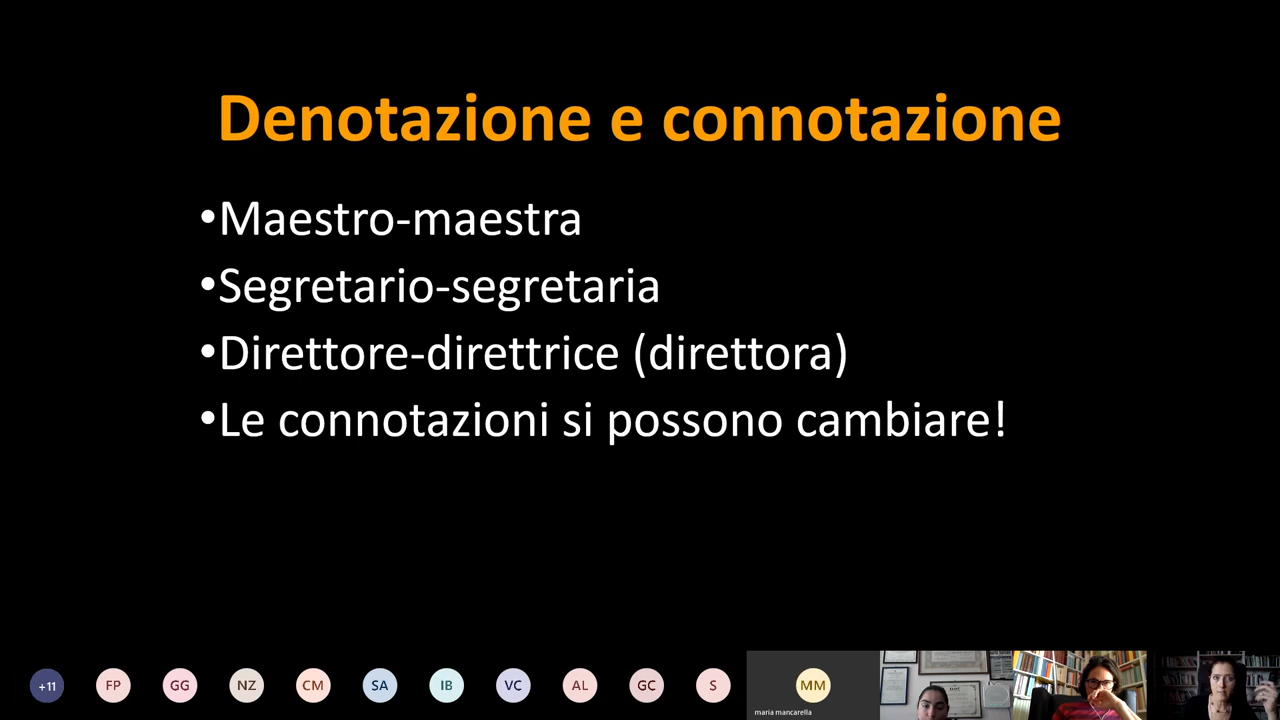 Denotazione e connotazione
•Maestro-maestra
•Segretario-segretaria
•Direttore-direttrice (direttora)
•Le connotazioni si possono cambiare!
+11
FP
GG
NZ
CM
SA
IB
VC
AL
GC
S
MM
maria mancarella